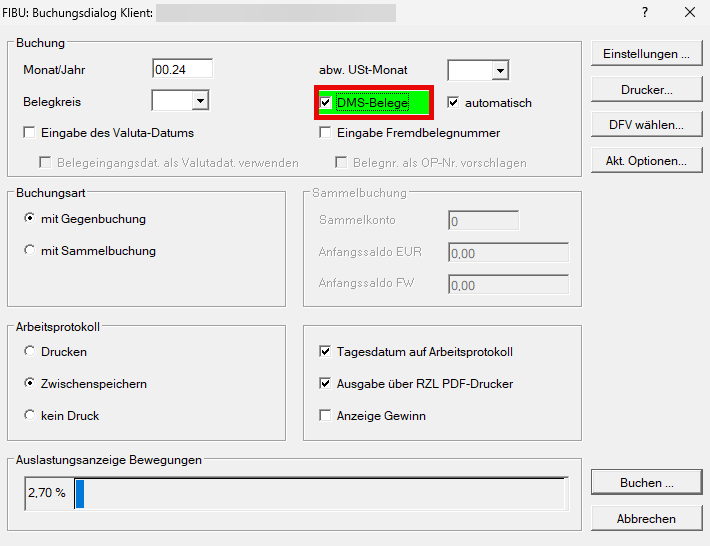 FIBU: Buchungsdialog Klient:
?
Buchung
Monat/Jahr 00.24 abw. USt-Monat
Belegkreis DMS-Belege automatisch
Eingabe des Valuta-Datums Eingabe Fremdbelegnummer
Belegeingangsdat. als Valutadat. verwenden Belegnr. als OP-Nr. vorschlagen
Einstellungen ...
Drucker...
DFV wählen...
Akt. Optionen...
Buchungsart
mit Gegenbuchung
mit Sammelbuchung
Sammelbuchung
Sammelkonto 0
Anfangssaldo EUR 0,00
Anfangssaldo FW 0,00
Arbeitsprotokoll
Drucken
Zwischenspeichern
kein Druck
Tagesdatum auf Arbeitsprotokoll
Ausgabe über RZL PDF-Drucker
Anzeige Gewinn
Auslastungsanzeige Bewegungen
2,70 %
Buchen ...
Abbrechen